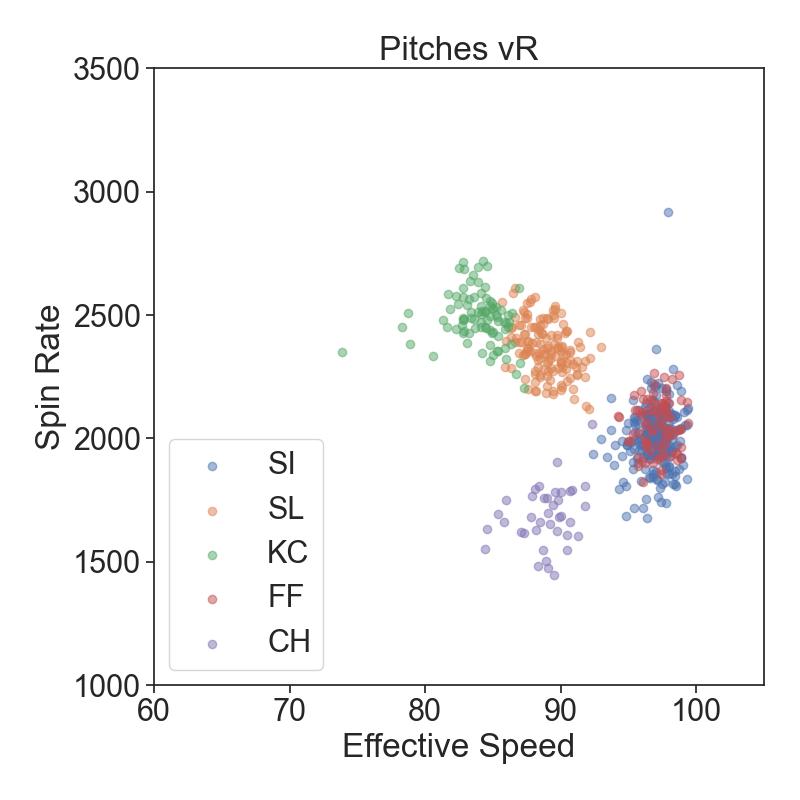 Pitches vR
3500
3000
2500
2000
1500
1000
Spin Rate
SI
SL
KC
FF
CH
60 70 80 90 100
Effective Speed